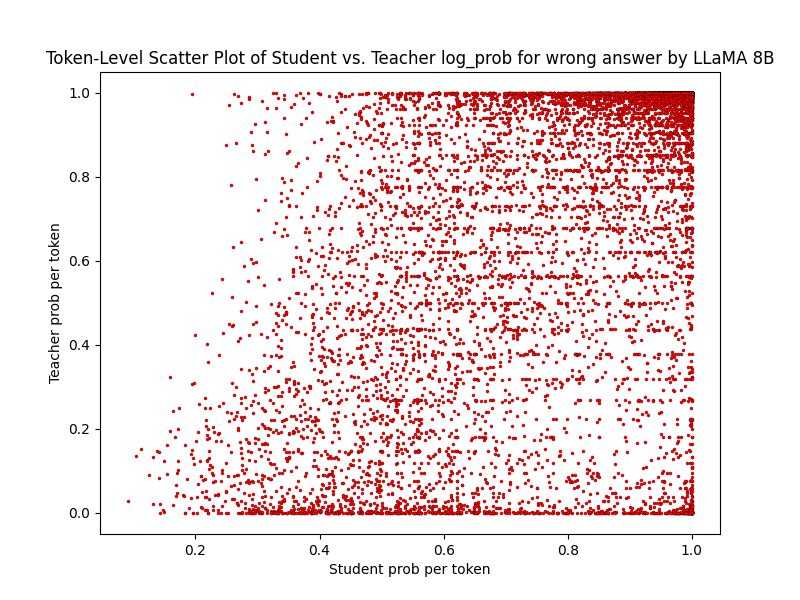 Token-Level Scatter Plot of Student vs. Teacher log_prob for wrong answer by LLaMA 8B
1.0
0.8
0.6
0.4
0.2
0.0
Teacher prob per token
0.2 0.4 0.6 0.8 1.0
Student prob per token